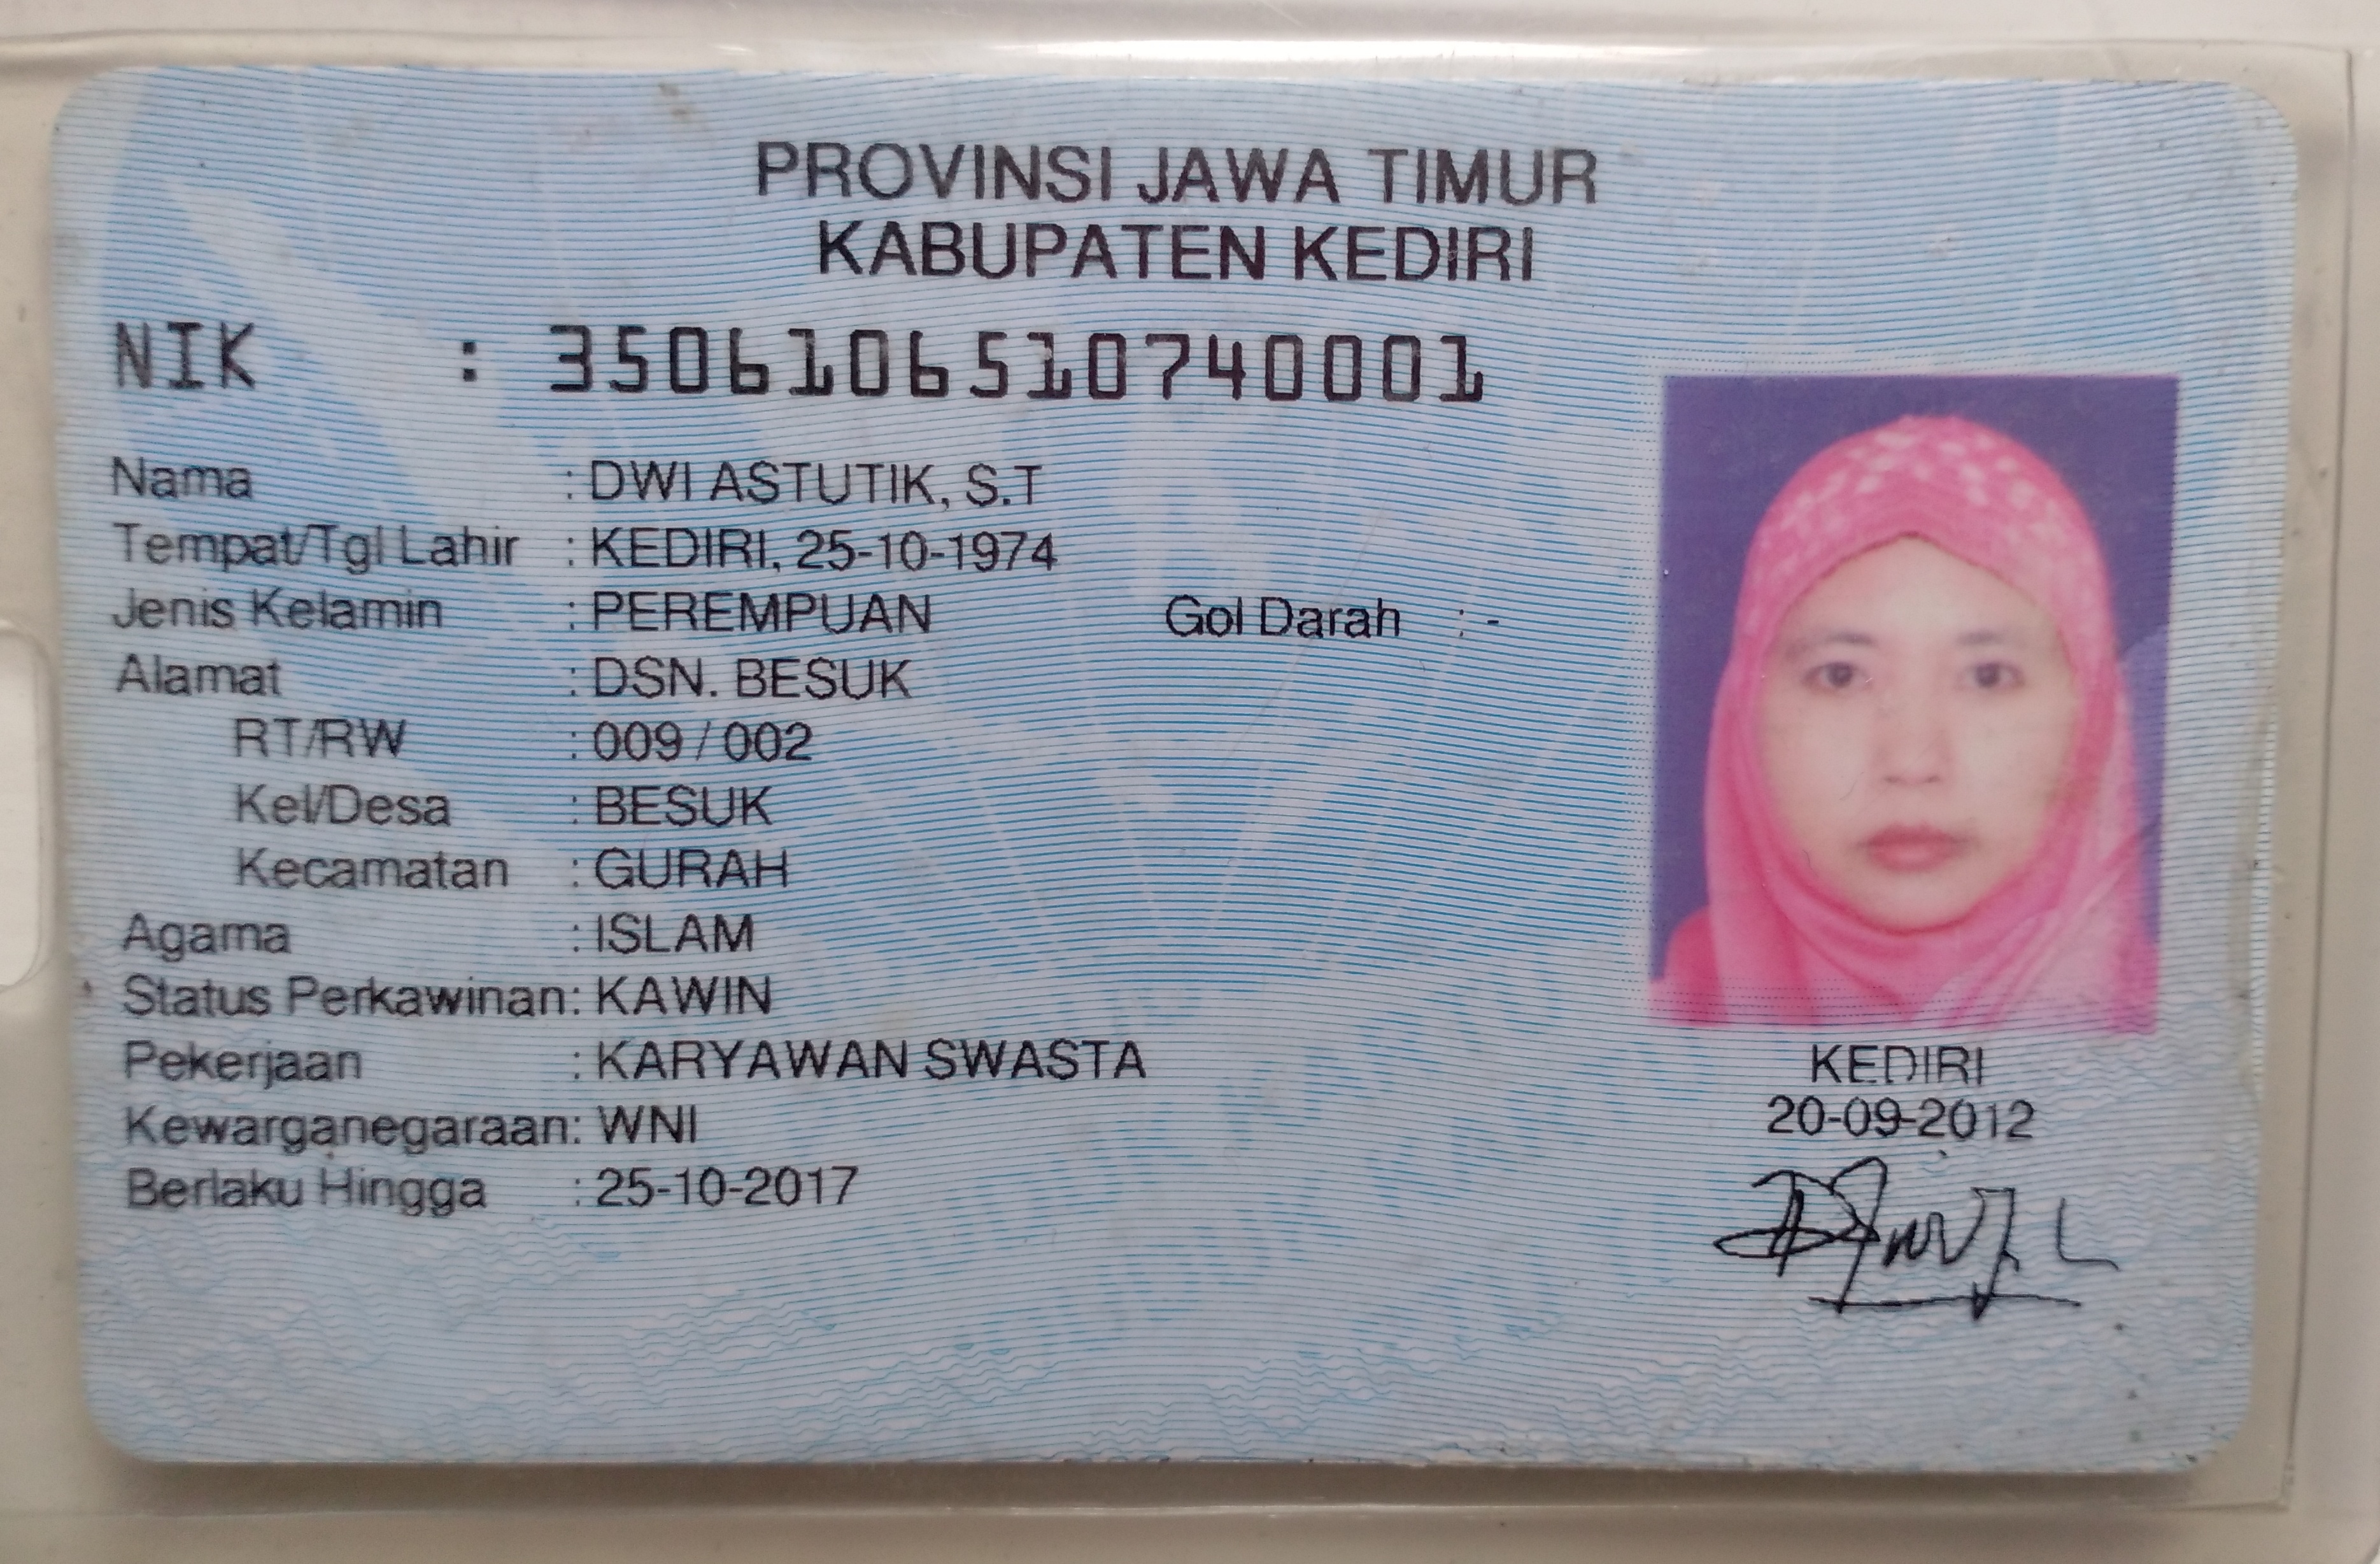 PROVINSI JAWA TIMUR
KABUPATEN KEDIRI
NIK : 3506106510740001
Nama : DWI ASTUTIK, S.T
Tempat/Tgl Lahir : KEDIRI, 25-10-1974
Jenis Kelamin : PEREMPUAN Gol Darah : -
Alamat : DSN. BESUK
RT/RW : 009 / 002
Kel/Desa : BESUK
Kecamatan : GURAH
Agama : ISLAM
Status Perkawinan: KAWIN
Pekerjaan : KARYAWAN SWASTA
Kewarganegaraan: WNI
Berlaku Hingga : 25-10-2017
KEDIRI
20-09-2012